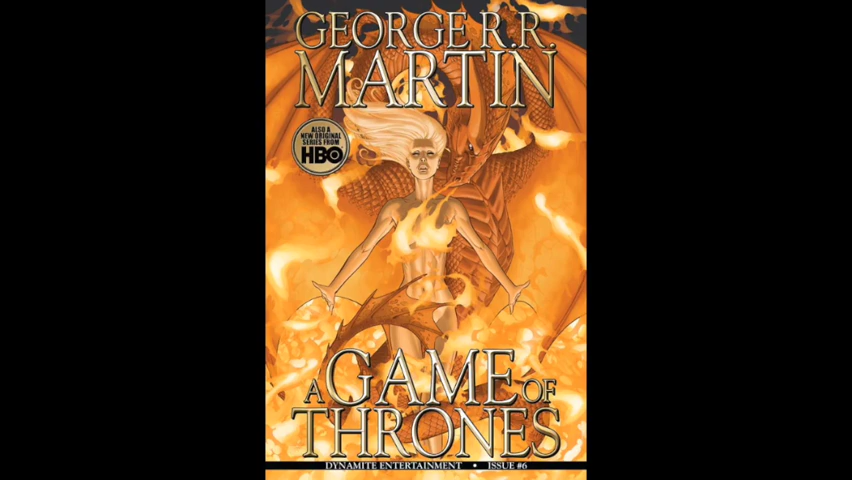 GEORGE R.R.
MARTIN
ALSO A
NEW ORIGINAL
SERIES FROM
HBO
A GAME OF
THRONES
DYNAMITE ENTERTAINMENT • ISSUE #6